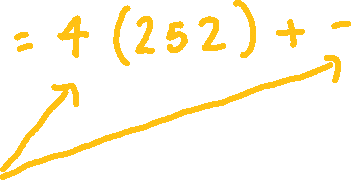 = 4 (252) + -